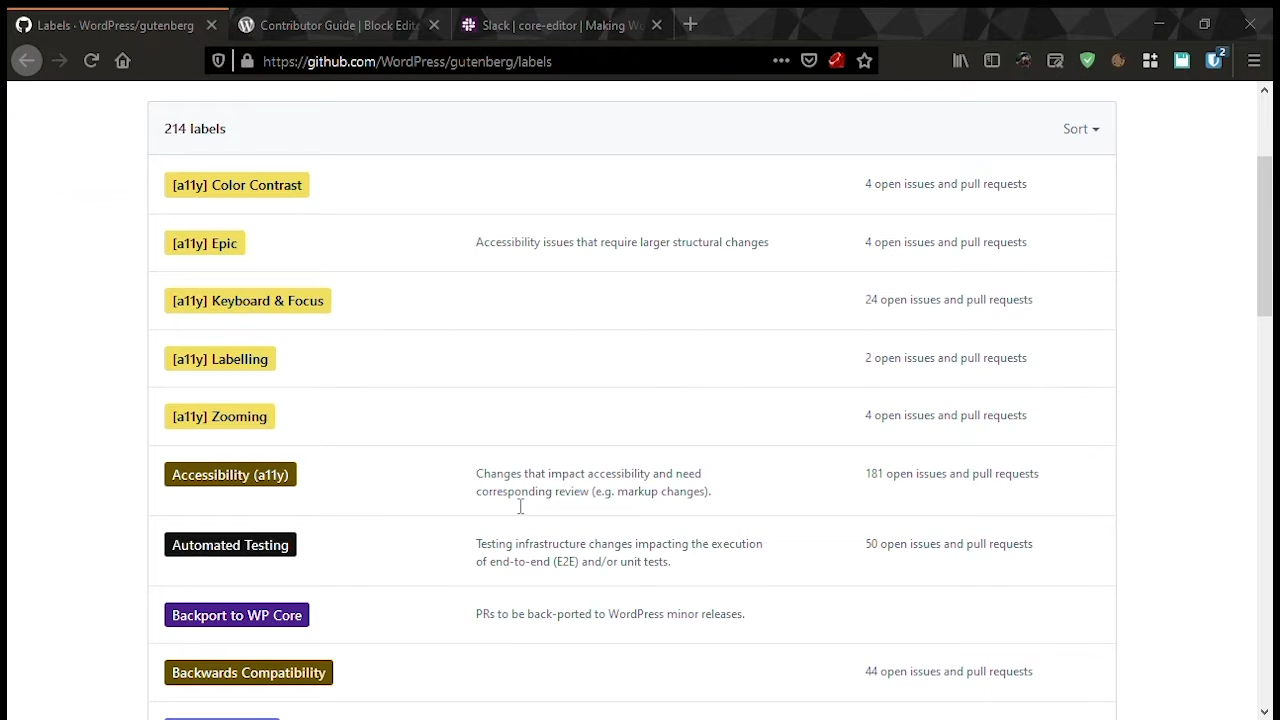 Labels · WordPress/gutenberg
Contributor Guide | Block Edit
Slack | core-editor | Making Wo
https://github.com/WordPress/gutenberg/labels
2
214 labels
Sort
[a11y] Color Contrast
4 open issues and pull requests
[a11y] Epic
Accessibility issues that require larger structural changes
4 open issues and pull requests
[a11y] Keyboard & Focus
24 open issues and pull requests
[a11y] Labelling
2 open issues and pull requests
[a11y] Zooming
4 open issues and pull requests
Accessibility (a11y)
Changes that impact accessibility and need
corresponding review (e.g. markup changes).
181 open issues and pull requests
Automated Testing
Testing infrastructure changes impacting the execution
of end-to-end (E2E) and/or unit tests.
50 open issues and pull requests
Backport to WP Core
PRs to be back-ported to WordPress minor releases.
Backwards Compatibility
44 open issues and pull requests